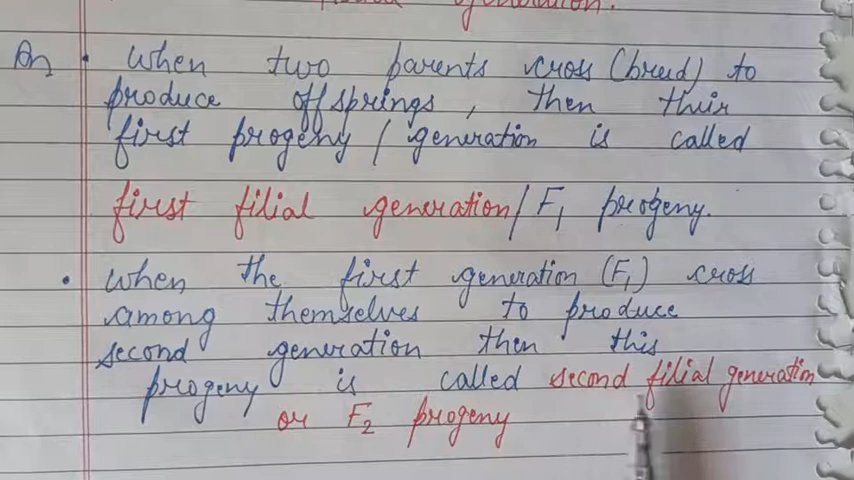 generation.
An • When two parents cross (breed) to
produce offsprings, then their
first progeny / generation is called
first filial generation / F₁ progeny.
• When the first generation (F₁) cross
among themselves to produce
second generation then this
progeny is called second filial generation
or F₂ progeny